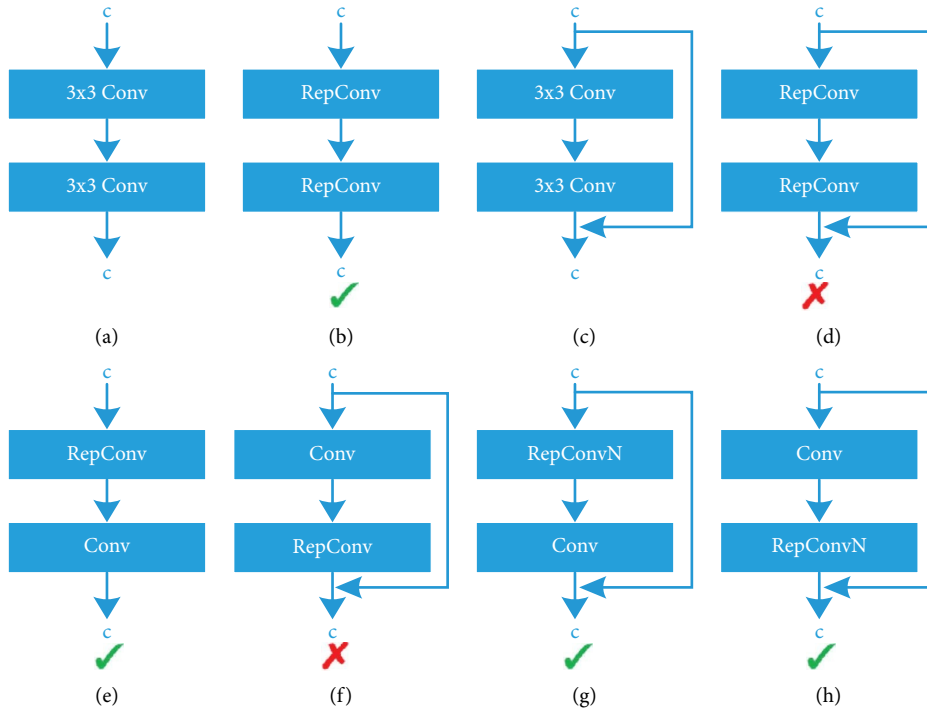 c c c c
3x3 Conv RepConv 3x3 Conv RepConv
3x3 Conv RepConv 3x3 Conv RepConv
c c c c
(a) (b) (c) (d)
c c c c
RepConv Conv RepConvN Conv
Conv RepConv Conv RepConvN
c c c c
(e) (f) (g) (h)